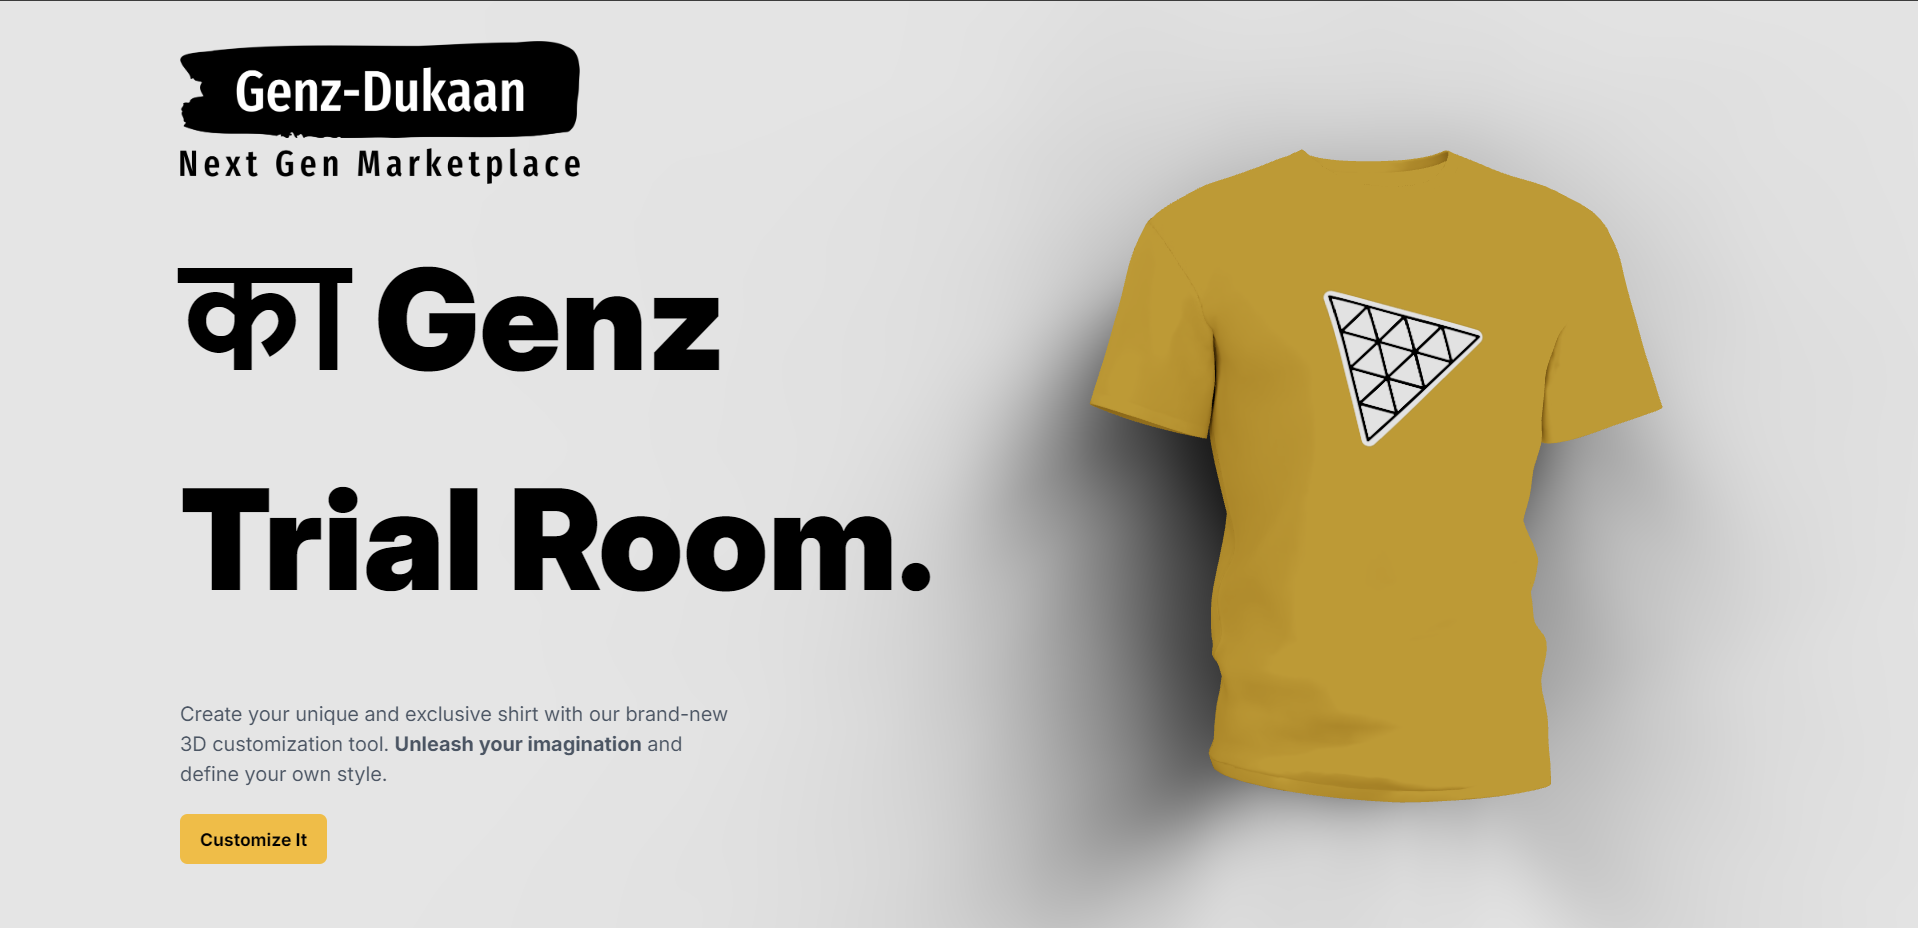 Genz-Dukaan
Next Gen Marketplace
का Genz
Trial Room.
Create your unique and exclusive shirt with our brand-new
3D customization tool. Unleash your imagination and
define your own style.
Customize It